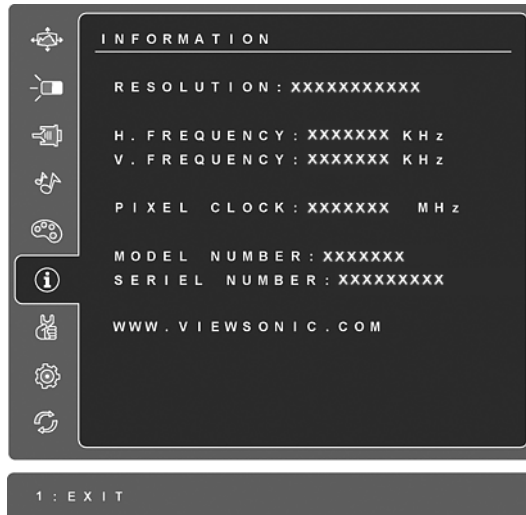 INFORMATION
RESOLUTION: XXXXXXXXXXX
H. FREQUENCY: XXXXXXX KHz
V. FREQUENCY: XXXXXXX KHz
PIXEL CLOCK: XXXXXXX MHz
MODEL NUMBER: XXXXXXX
SERIEL NUMBER: XXXXXXXXX
WWW.VIEWSONIC.COM
1:EXIT